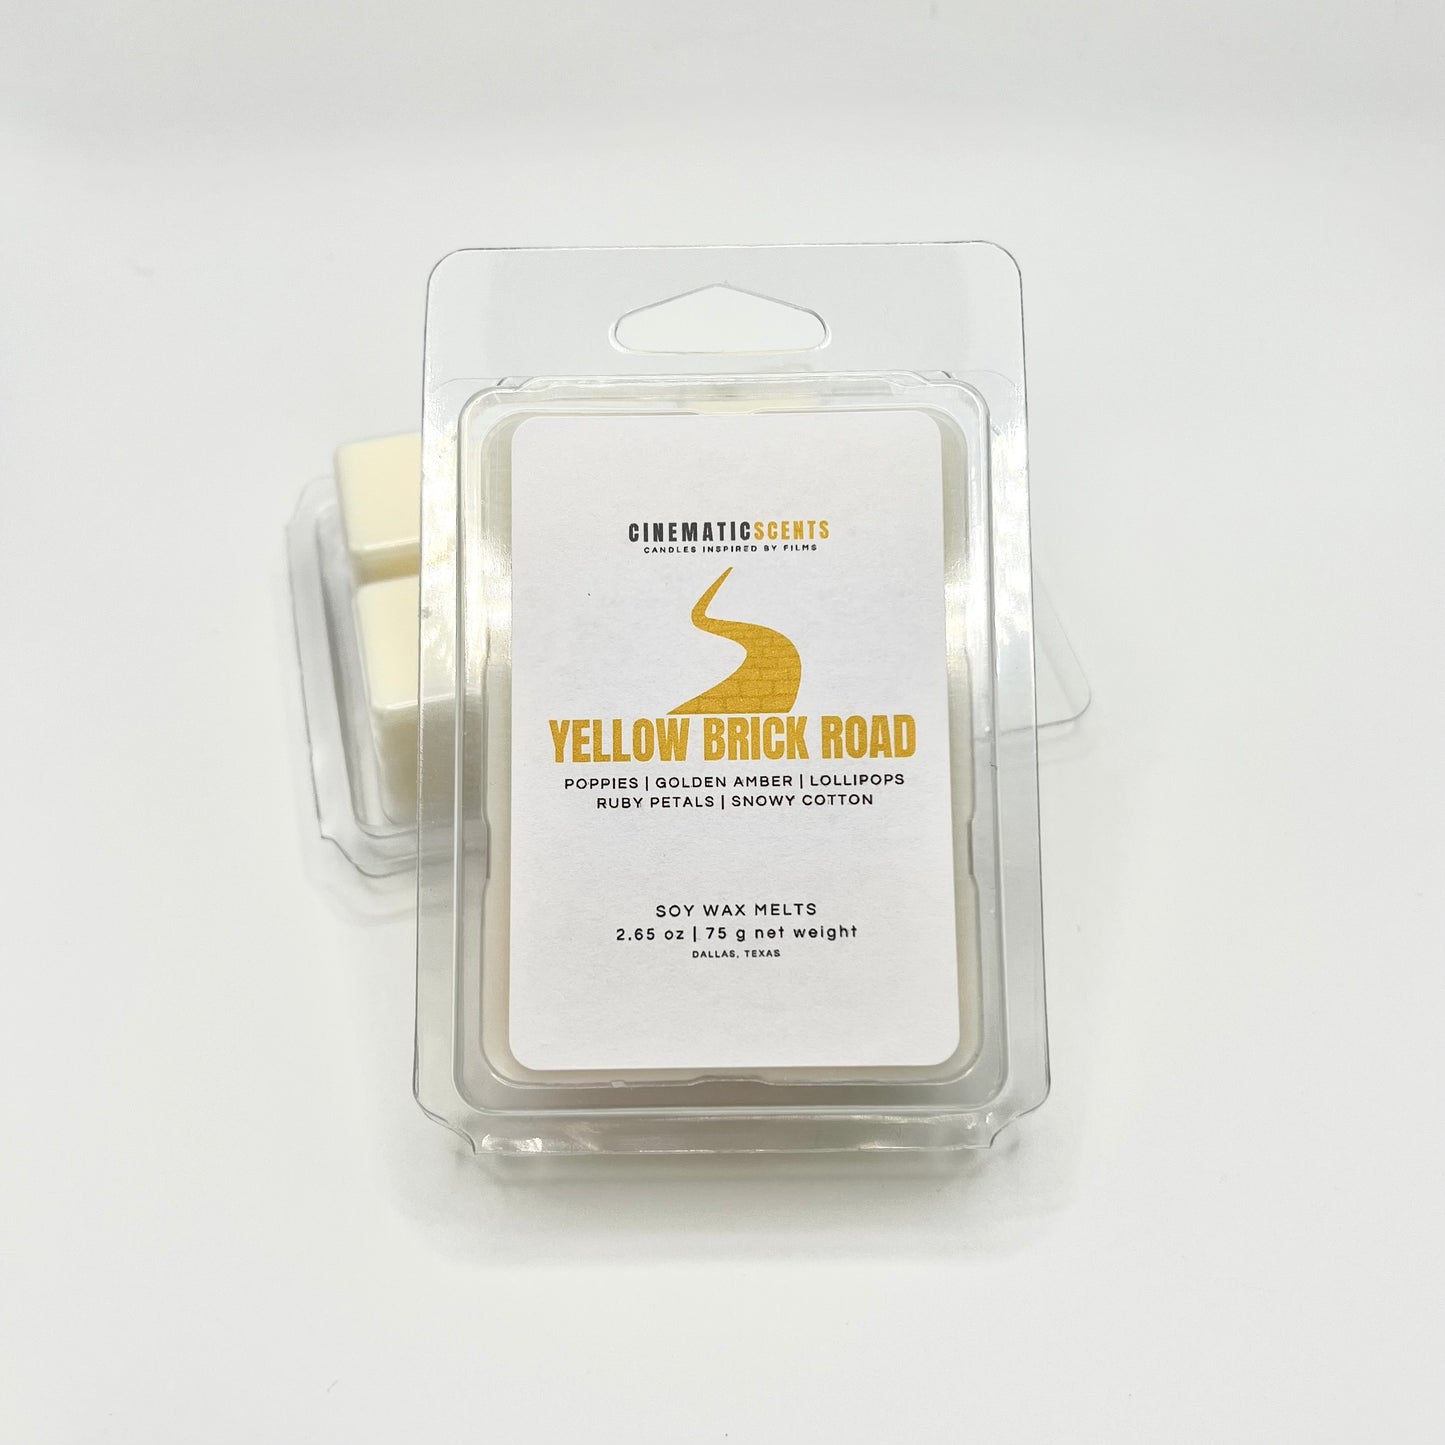 CINEMATICSCENTS
CANDLES INSPIRED BY FILMS
YELLOW BRICK ROAD
POPPIES | GOLDEN AMBER | LOLLIPOPS
RUBY PETALS | SNOWY COTTON
SOY WAX MELTS
2.65 oz | 75 g net weight
DALLAS, TEXAS